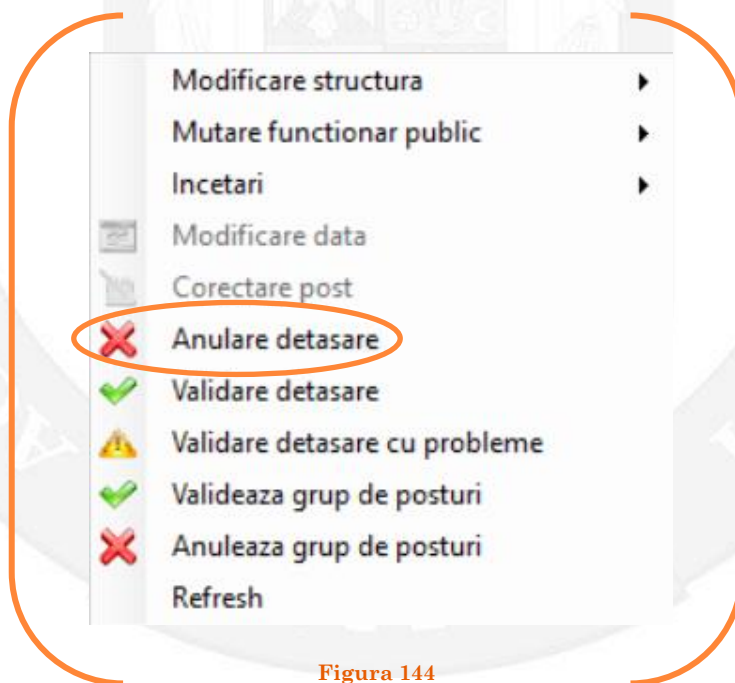 Modificare structura
Mutare functionar public
Incetari
Modificare data
Corectare post
Anulare detasare
Validare detasare
Validare detasare cu probleme
Valideaza grup de posturi
Anuleaza grup de posturi
Refresh
Figura 144